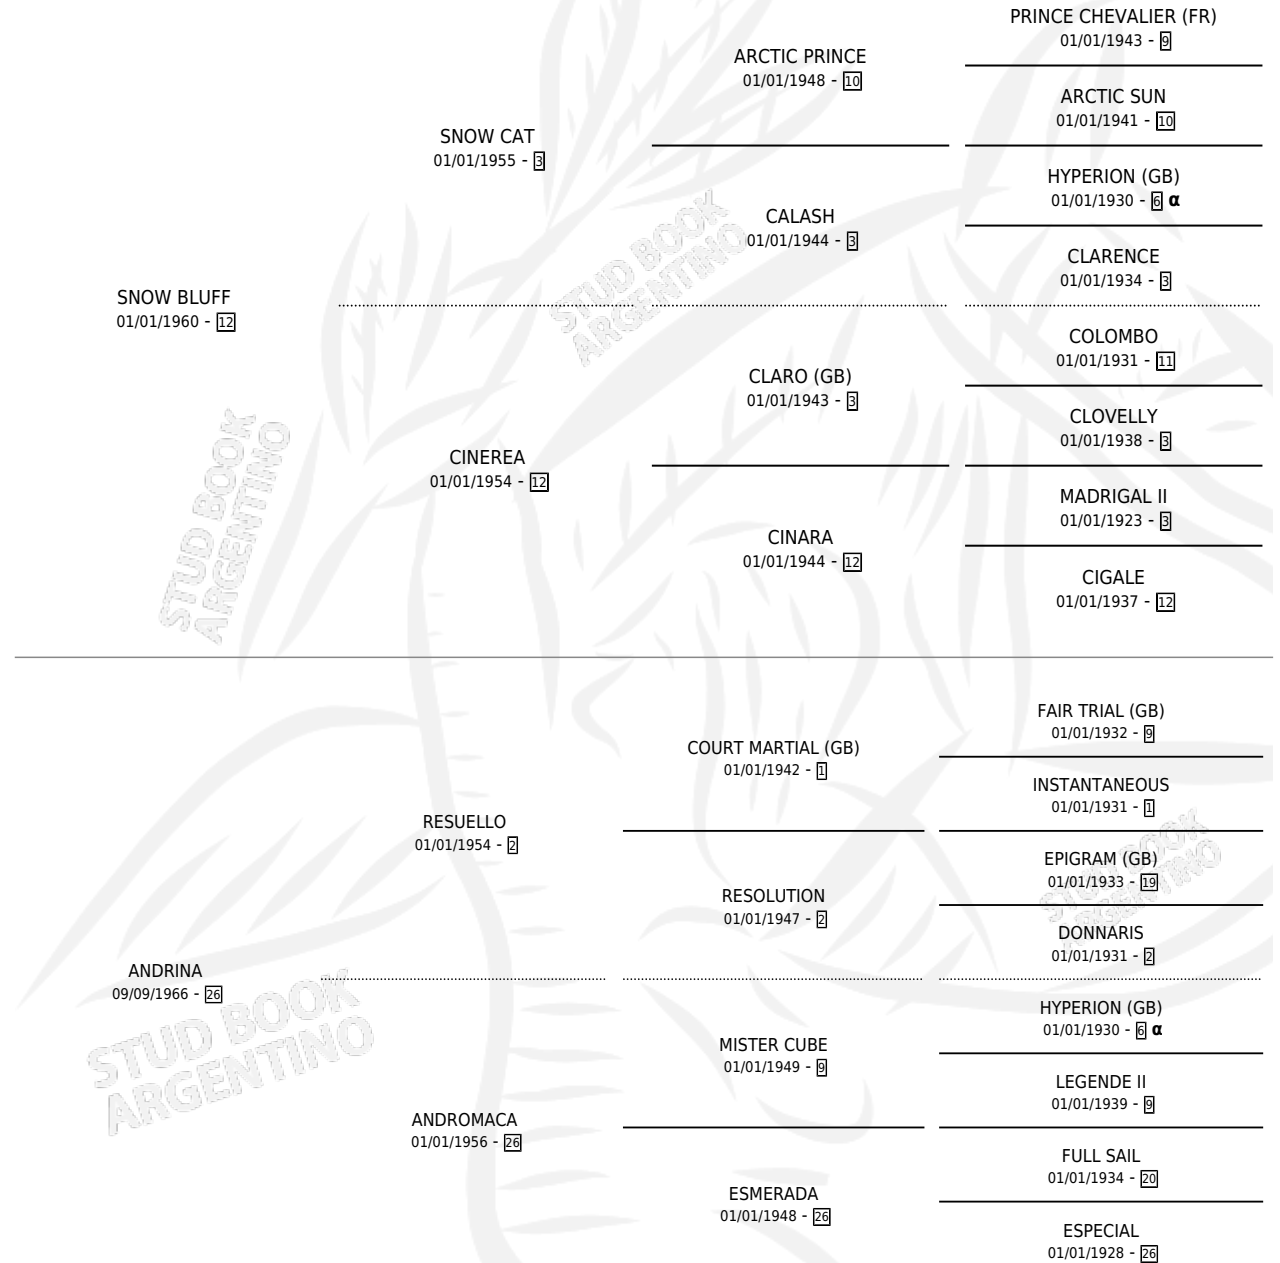 PRINCE CHEVALIER (FR)
01/01/1943 - 9
ARCTIC PRINCE
01/01/1948 - 10
ARCTIC SUN
01/01/1941 - 10
SNOW CAT
01/01/1955 - 3
HYPERION (GB)
01/01/1930 - 6 α
CALASH
01/01/1944 - 3
CLARENCE
01/01/1934 - 3
SNOW BLUFF
01/01/1960 - 12
COLOMBO
01/01/1931 - 11
CLARO (GB)
01/01/1943 - 3
CLOVELLY
01/01/1938 - 3
CINEREA
01/01/1954 - 12
MADRIGAL II
01/01/1923 - 3
CINARA
01/01/1944 - 12
CIGALE
01/01/1937 - 12
FAIR TRIAL (GB)
01/01/1932 - 9
COURT MARTIAL (GB)
01/01/1942 - 1
INSTANTANEOUS
01/01/1931 - 1
RESUELLO
01/01/1954 - 2
EPIGRAM (GB)
01/01/1933 - 19
RESOLUTION
01/01/1947 - 2
DONNARIS
01/01/1931 - 2
ANDRINA
09/09/1966 - 26
HYPERION (GB)
01/01/1930 - 6 α
MISTER CUBE
01/01/1949 - 9
LEGENDE II
01/01/1939 - 9
ANDROMACA
01/01/1956 - 26
FULL SAIL
01/01/1934 - 20
ESMERADA
01/01/1948 - 26
ESPECIAL
01/01/1928 - 26
STUD BOOK
ARGENTINO
STUD BOOK
ARGENTINO
STUD BOOK
ARGENTINO
STUD BOOK
ARGENTINO